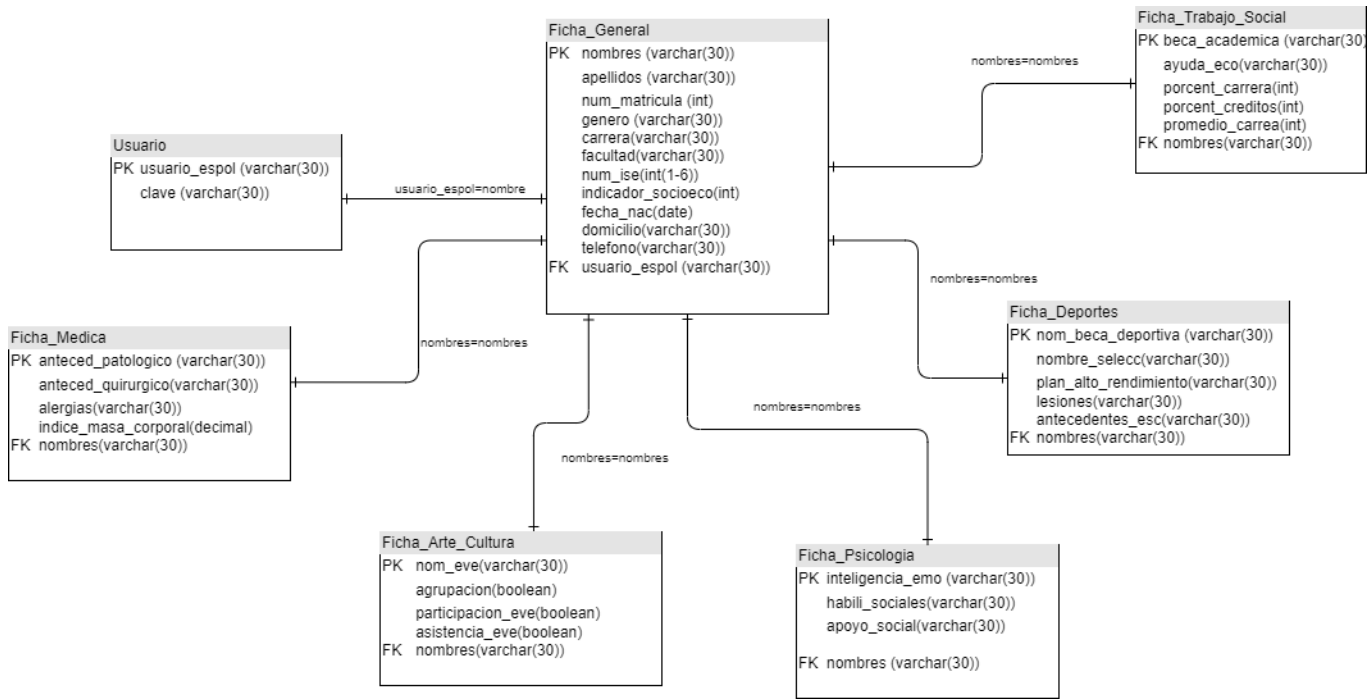 Ficha_General
PK nombres (varchar(30))
apellidos (varchar(30))
num_matricula (int)
genero (varchar(30))
carrera(varchar(30))
facultad(varchar(30))
num_ise(int(1-6))
indicador_socioeco(int)
fecha_nac(date)
domicilio(varchar(30))
telefono(varchar(30))
FK usuario_espol (varchar(30))
Ficha_Trabajo_Social
PK beca_academica (varchar(30)
ayuda_eco(varchar(30))
porcent_carrera(int)
porcent_creditos(int)
promedio_carrea(int)
FK nombres(varchar(30))
nombres=nombres
Usuario
PK usuario_espol (varchar(30))
clave (varchar(30))
usuario_espol=nombre
nombres=nombres
Ficha_Deportes
PK nom_beca_deportiva (varchar(30))
nombre_selecc(varchar(30))
plan_alto_rendimiento(varchar(30))
lesiones(varchar(30))
antecedentes_esc(varchar(30))
FK nombres(varchar(30))
Ficha_Medica
PK anteced_patologico (varchar(30))
anteced_quirurgico(varchar(30))
alergias(varchar(30))
indice_masa_corporal(decimal)
FK nombres(varchar(30))
nombres=nombres
nombres=nombres
nombres=nombres
Ficha_Arte_Cultura
PK nom_eve(varchar(30))
agrupacion(boolean)
participacion_eve(boolean)
asistencia_eve(boolean)
FK nombres(varchar(30))
Ficha_Psicologia
PK inteligencia_emo (varchar(30))
habili_sociales(varchar(30))
apoyo_social(varchar(30))
FK nombres (varchar(30))